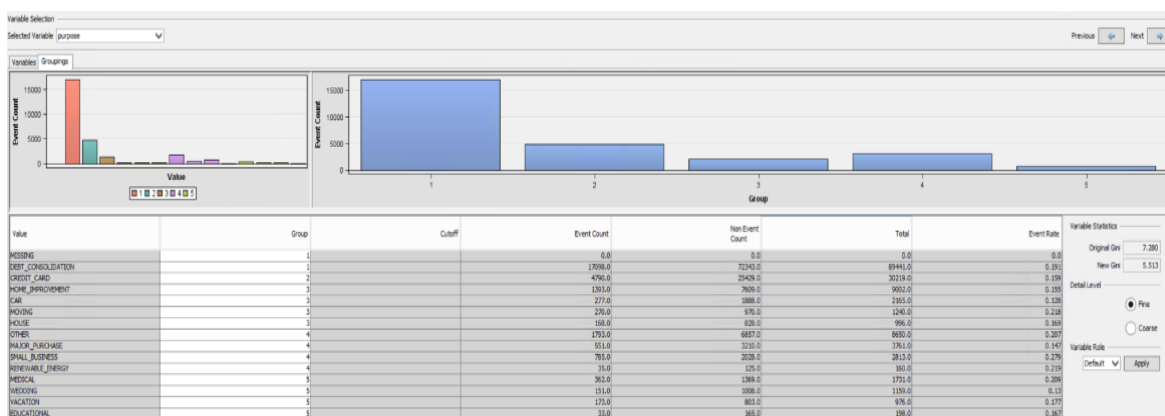 Variable Selection
Selected Variable purpose
Previous Next
Variables Groupings
Event Count
15000
10000
5000
0
Value
1 2 3 4 5
Event Count
15000
10000
5000
0
1 2 3 4 5
Group
Value Group Cutoff Event Count Non Event Count Total Event Rate
MISSING 1 0.0 0.0 0.0 0.0
DEBT_CONSOLIDATION 1 17098.0 72343.0 89441.0 0.191
CREDIT_CARD 2 4790.0 25429.0 30219.0 0.159
HOME_IMPROVEMENT 3 1393.0 7609.0 9002.0 0.155
CAR 3 277.0 1888.0 2165.0 0.128
MOVING 3 270.0 970.0 1240.0 0.218
HOUSE 3 168.0 828.0 996.0 0.169
OTHER 4 1793.0 6857.0 8650.0 0.207
MAJOR_PURCHASE 4 551.0 3210.0 3761.0 0.147
SMALL_BUSINESS 4 785.0 2028.0 2813.0 0.279
RENEWABLE_ENERGY 4 35.0 125.0 160.0 0.219
MEDICAL 5 362.0 1369.0 1731.0 0.209
WEDDING 5 151.0 1008.0 1159.0 0.13
VACATION 5 173.0 803.0 976.0 0.177
EDUCATIONAL 5 33.0 165.0 198.0 0.167
Variable Statistics
Original Gini 7.280
New Gini 5.513
Detail Level
Fine
Coarse
Variable Role
Default Apply